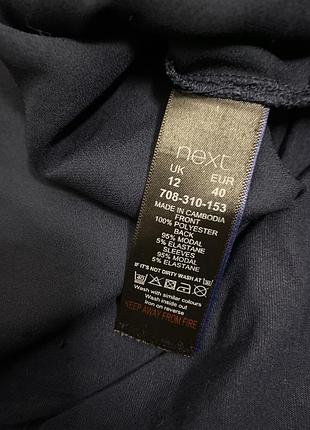 next
UK EUR
12 40
708-310-153
MADE IN CAMBODIA
FRONT
100% POLYESTER
BACK
95% MODAL
5% ELASTANE
SLEEVES
95% MODAL
5% ELASTANE
IF IT'S NOT DIRTY WASH AT
Wash with similar colours
Wash inside out
Iron on reverse
KEEP AWAY FROM FIRE